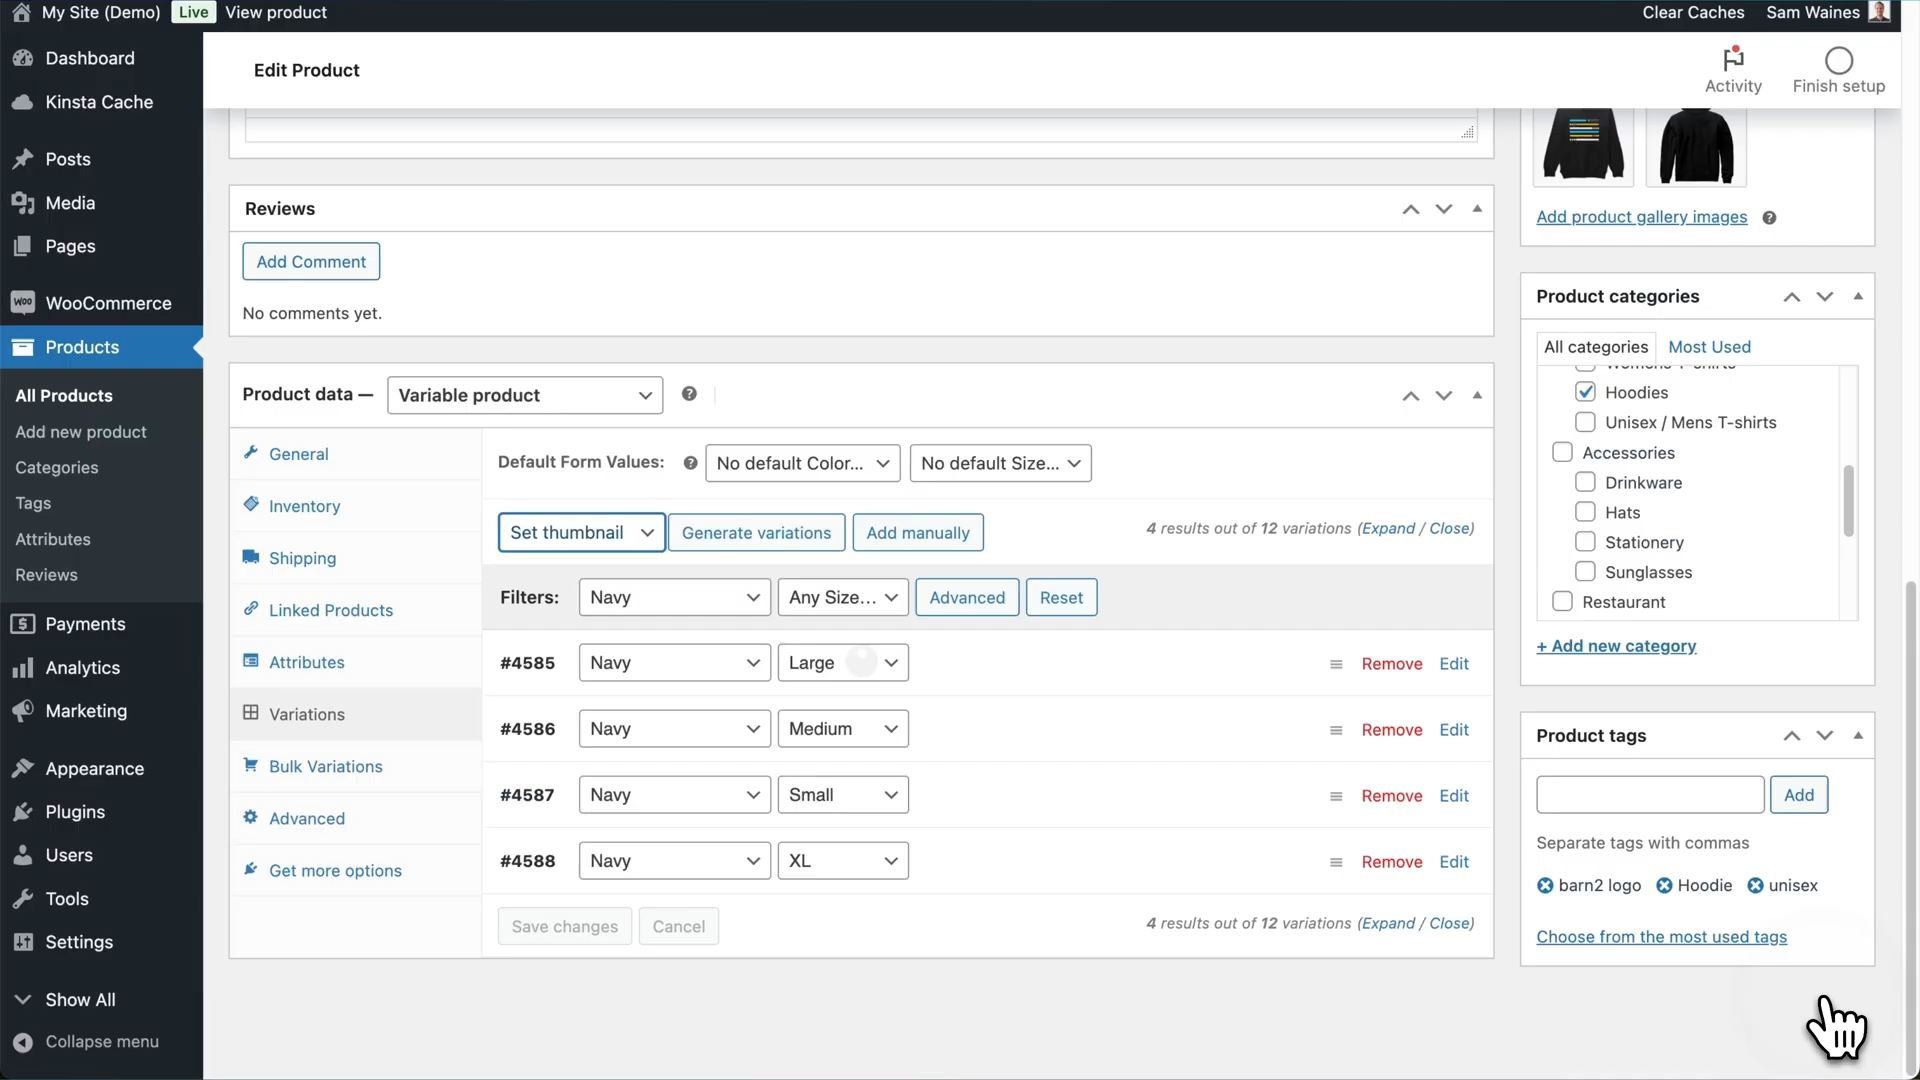 My Site (Demo) Live View product Clear Caches Sam Waines
Dashboard
Kinsta Cache
Posts
Media
Pages
WOO WooCommerce
Products
All Products
Add new product
Categories
Tags
Attributes
Reviews
Payments
Analytics
Marketing
Appearance
Plugins
Users
Tools
Settings
Show All
Collapse menu
Edit Product
Activity
Finish setup
Reviews
Add Comment
No comments yet.
Product data — Variable product
General
Inventory
Shipping
Linked Products
Attributes
Variations
Bulk Variations
Advanced
Get more options
Default Form Values: No default Color... No default Size...
Set thumbnail Generate variations Add manually 4 results out of 12 variations (Expand / Close)
Filters: Navy Any Size... Advanced Reset
#4585 Navy Large Remove Edit
#4586 Navy Medium Remove Edit
#4587 Navy Small Remove Edit
#4588 Navy XL Remove Edit
Save changes Cancel 4 results out of 12 variations (Expand / Close)
Add product gallery images
Product categories
All categories Most Used
Womens T-shirts
Hoodies
Unisex / Mens T-shirts
Accessories
Drinkware
Hats
Stationery
Sunglasses
Restaurant
+ Add new category
Product tags
Add
Separate tags with commas
barn2 logo Hoodie unisex
Choose from the most used tags